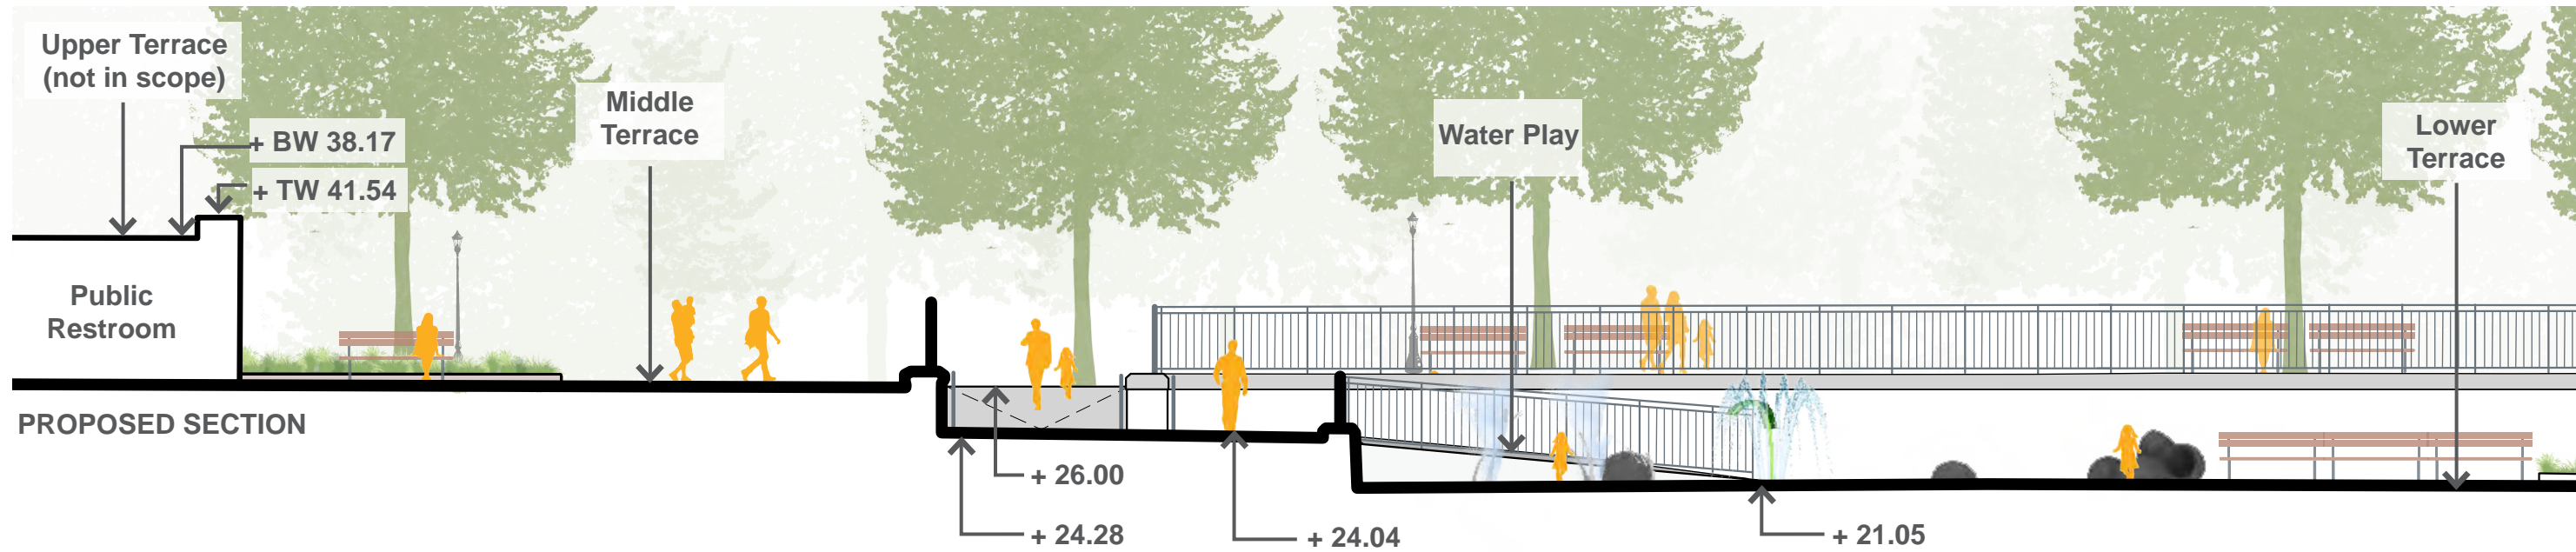 Upper Terrace
(not in scope)
+ BW 38.17
+ TW 41.54
Middle
Terrace
Water Play
Lower
Terrace
Public
Restroom
PROPOSED SECTION
+ 26.00
+ 24.28
+ 24.04
+ 21.05